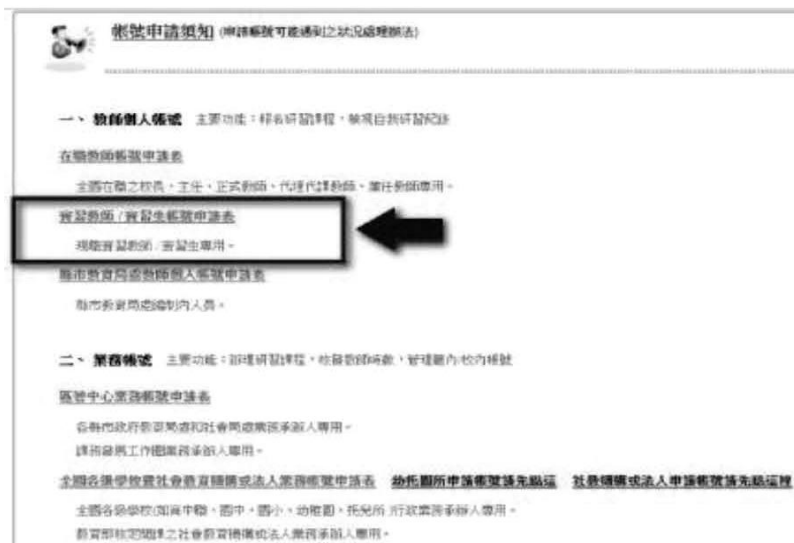 帳號申請須知 (申請帳號可能遇到之狀況處理辦法)
一、教師個人帳號 主要功能：報名研習課程，檢視自我研習紀錄
在職教師帳號申請表
全國在職之校長、主任、正式教師、代理代課教師、兼任教師專用。
實習教師/實習生帳號申請表
現職實習教師/實習生專用。
縣市教育局處教師個人帳號申請表
縣市教育局處編制內人員。
二、業務帳號 主要功能：辦理研習課程，核發教師時數，管理轄內/校內帳號
區管中心業務帳號申請表
各縣市政府教育局處和社會局處業務承辦人專用。
課務發展工作圈業務承辦人專用。
全國各級學校暨社會教育機構或法人業務帳號申請表 幼托園所申請帳號請先點這 社教機構或法人申請帳號請先點這裡
全國各級學校(如高中職、國中、國小、幼稚園、托兒所)行政業務承辦人專用。
教育部核定開課之社會教育機構或法人業務承辦人專用。